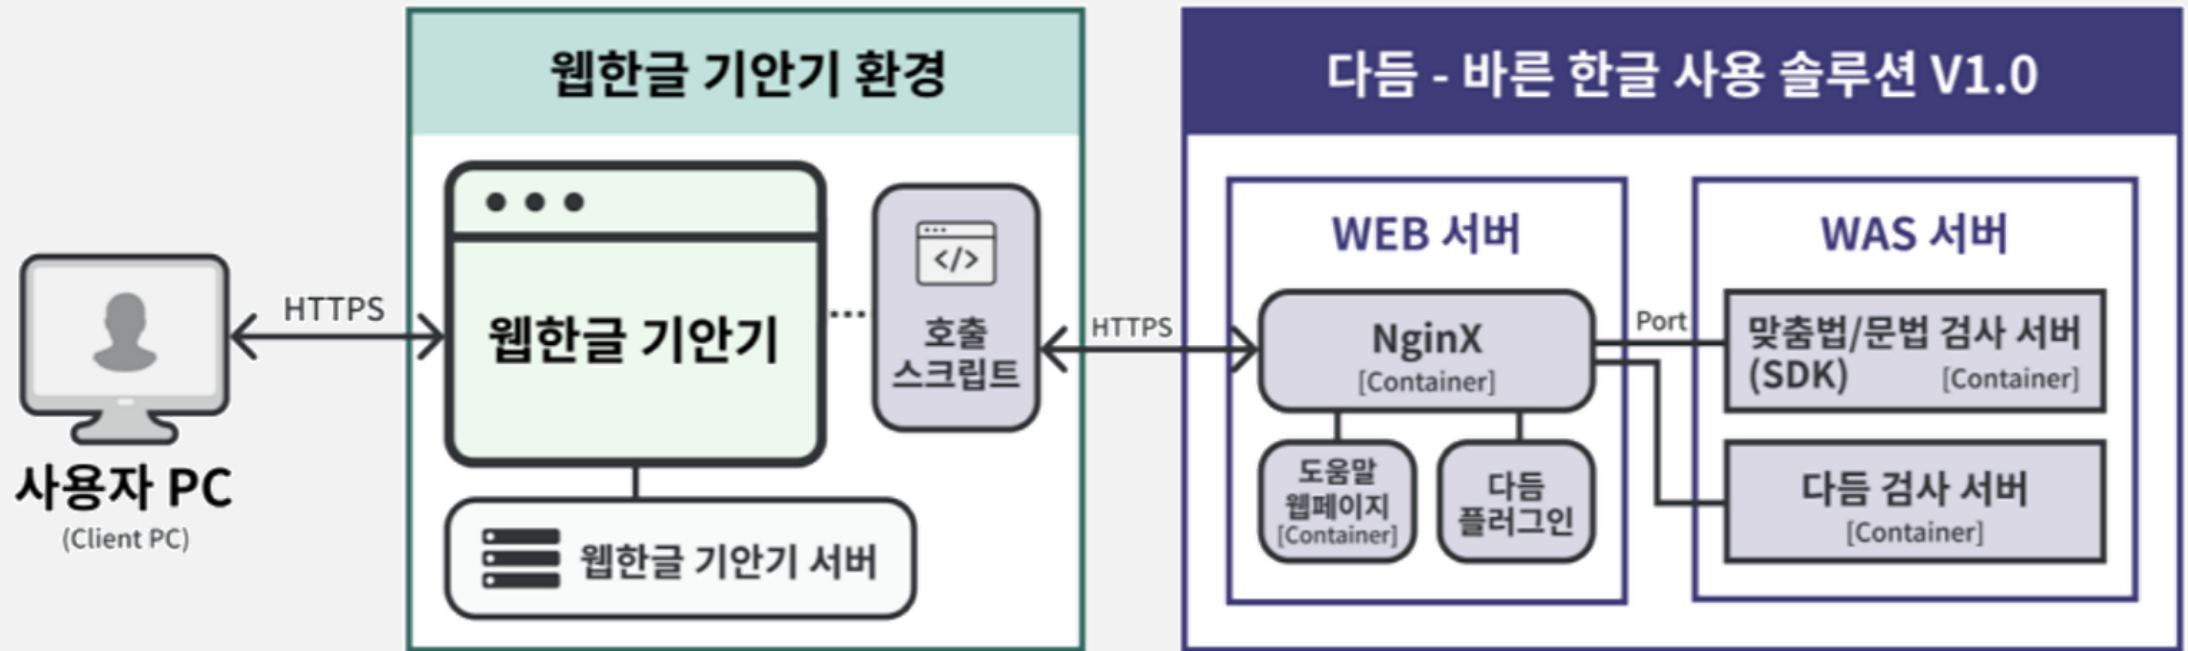 웹한글 기안기 환경
다듬 - 바른 한글 사용 솔루션 V1.0
사용자 PC
(Client PC)
HTTPS
웹한글 기안기
</>
호출
스크립트
웹한글 기안기 서버
HTTPS
WEB 서버
NginX
[Container]
도움말
웹페이지
[Container]
다듬
플러그인
Port
WAS 서버
맞춤법/문법 검사 서버
(SDK) [Container]
다듬 검사 서버
[Container]